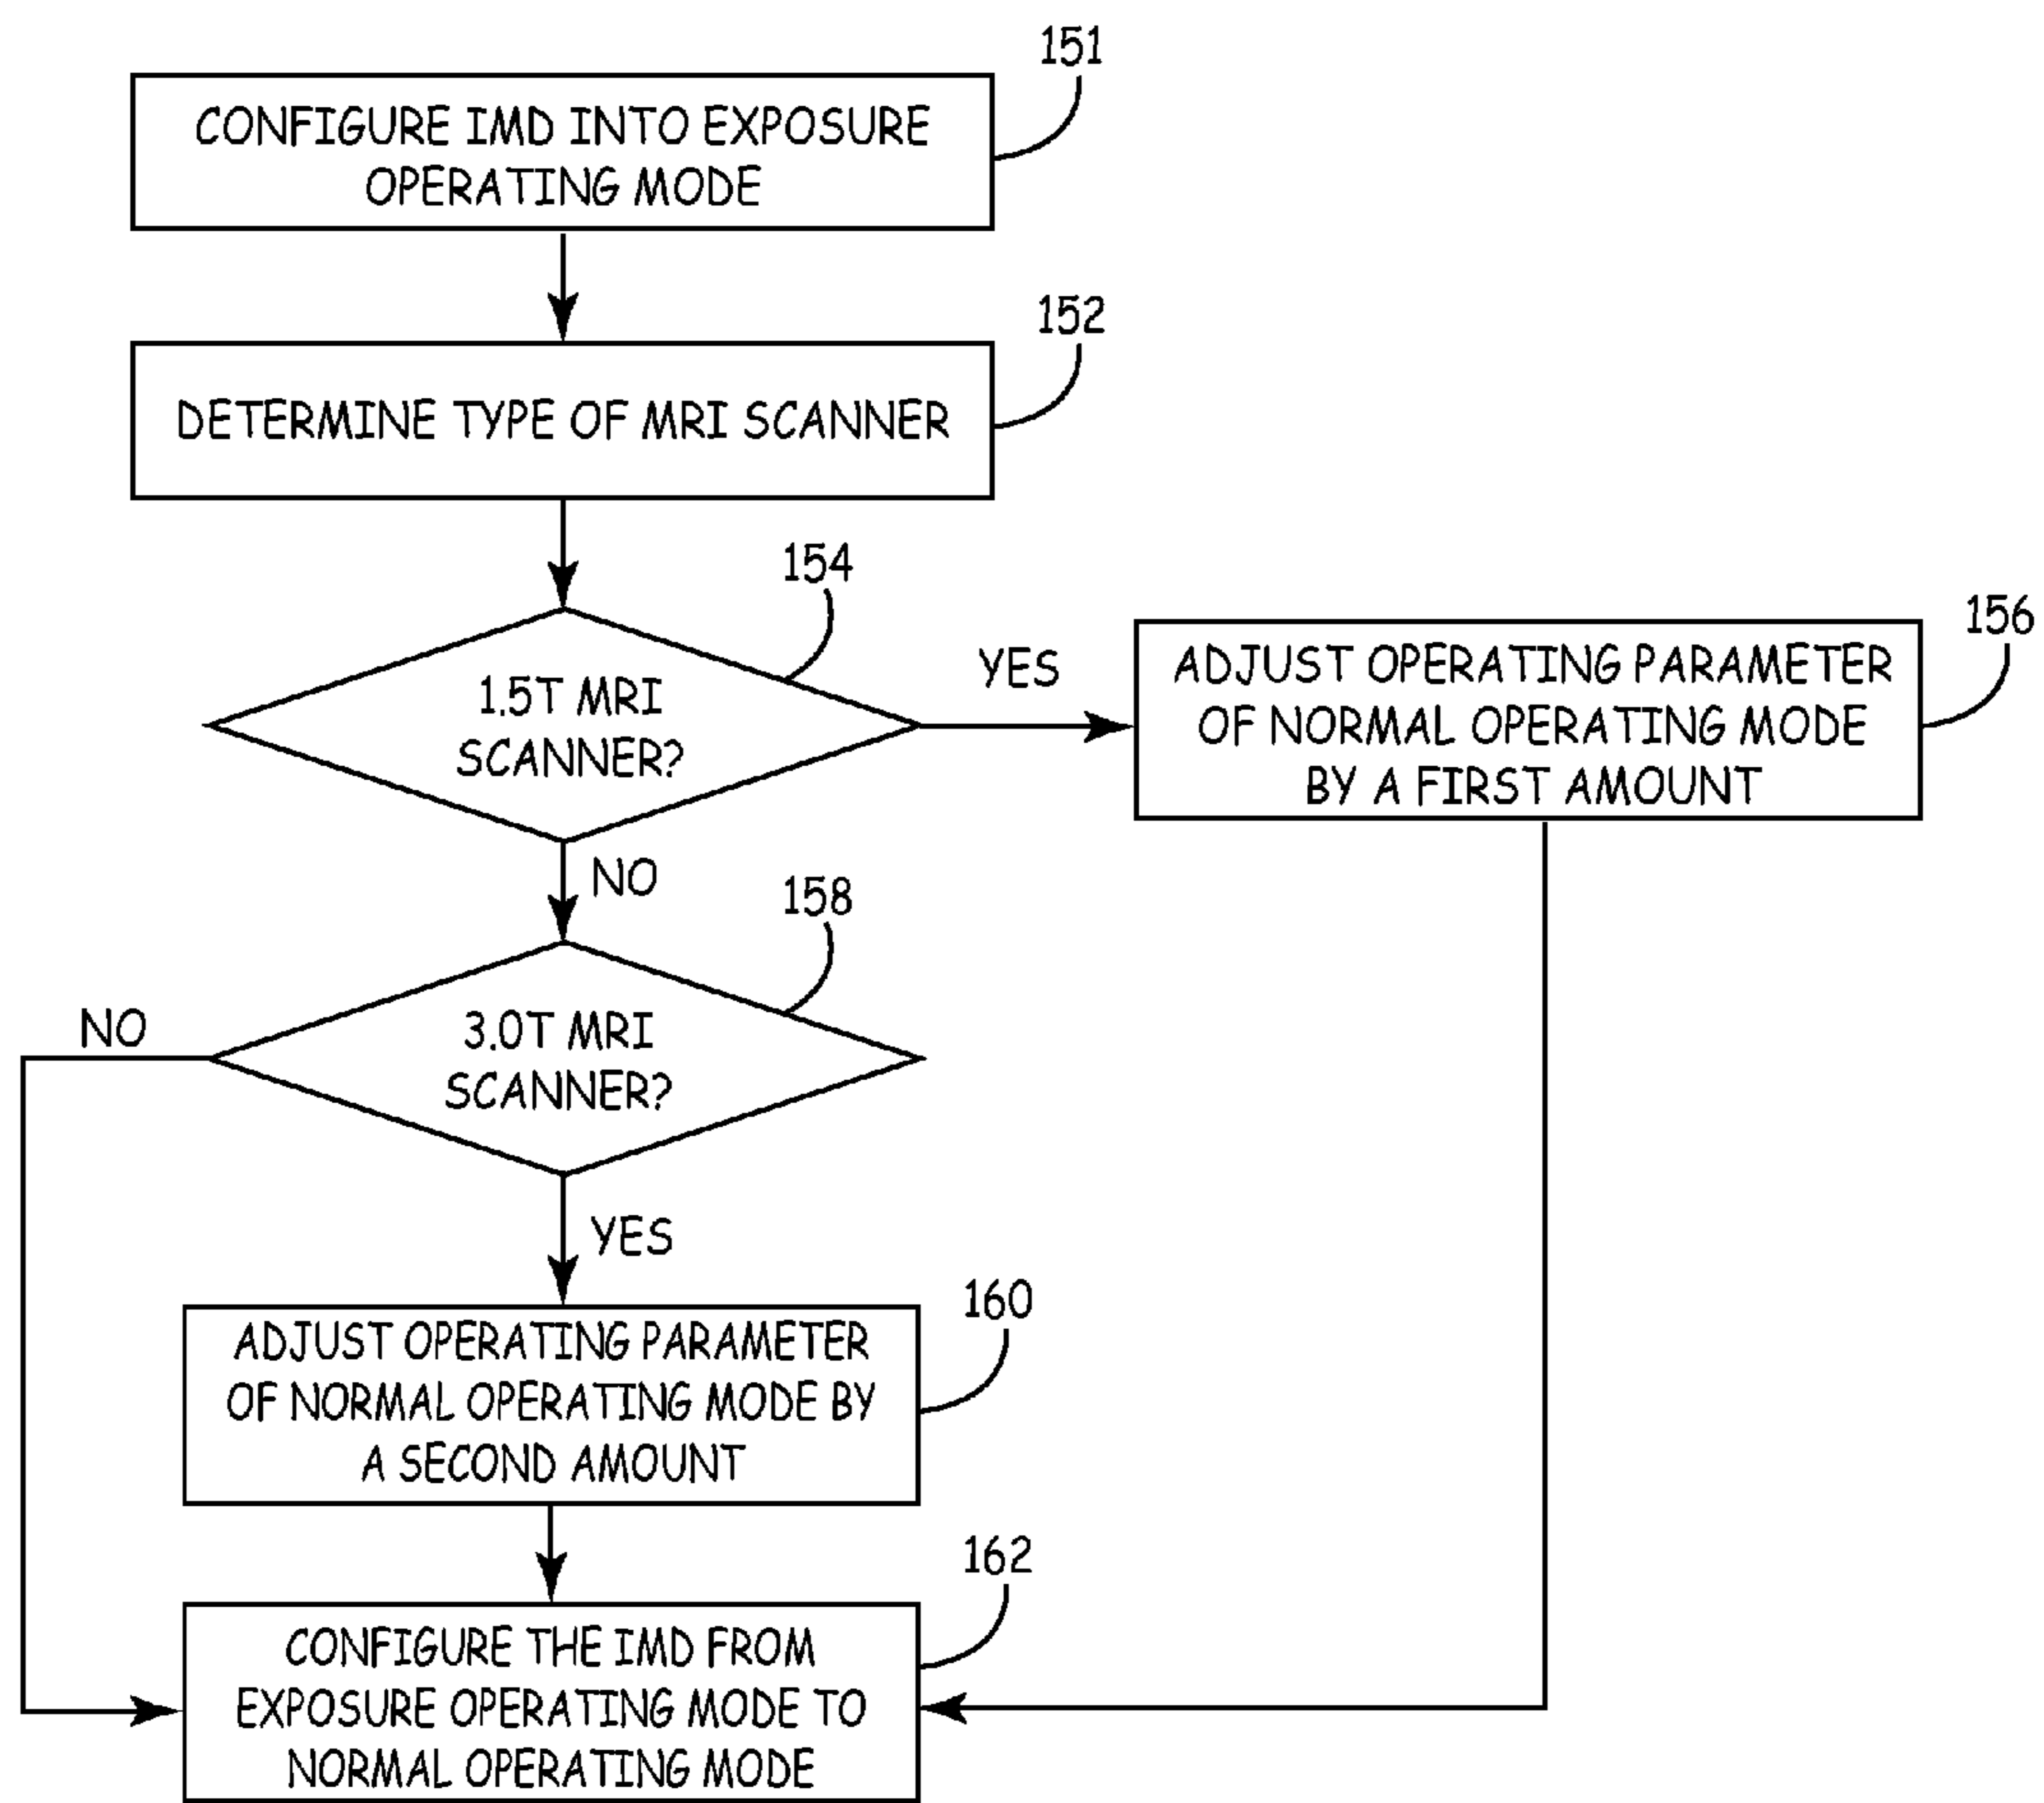 151
CONFIGURE IMD INTO EXPOSURE
OPERATING MODE
152
DETERMINE TYPE OF MRI SCANNER
154
1.5T MRI
SCANNER?
YES
156
ADJUST OPERATING PARAMETER
OF NORMAL OPERATING MODE
BY A FIRST AMOUNT
NO
158
3.0T MRI
SCANNER?
NO
YES
160
ADJUST OPERATING PARAMETER
OF NORMAL OPERATING MODE BY
A SECOND AMOUNT
162
CONFIGURE THE IMD FROM
EXPOSURE OPERATING MODE TO
NORMAL OPERATING MODE